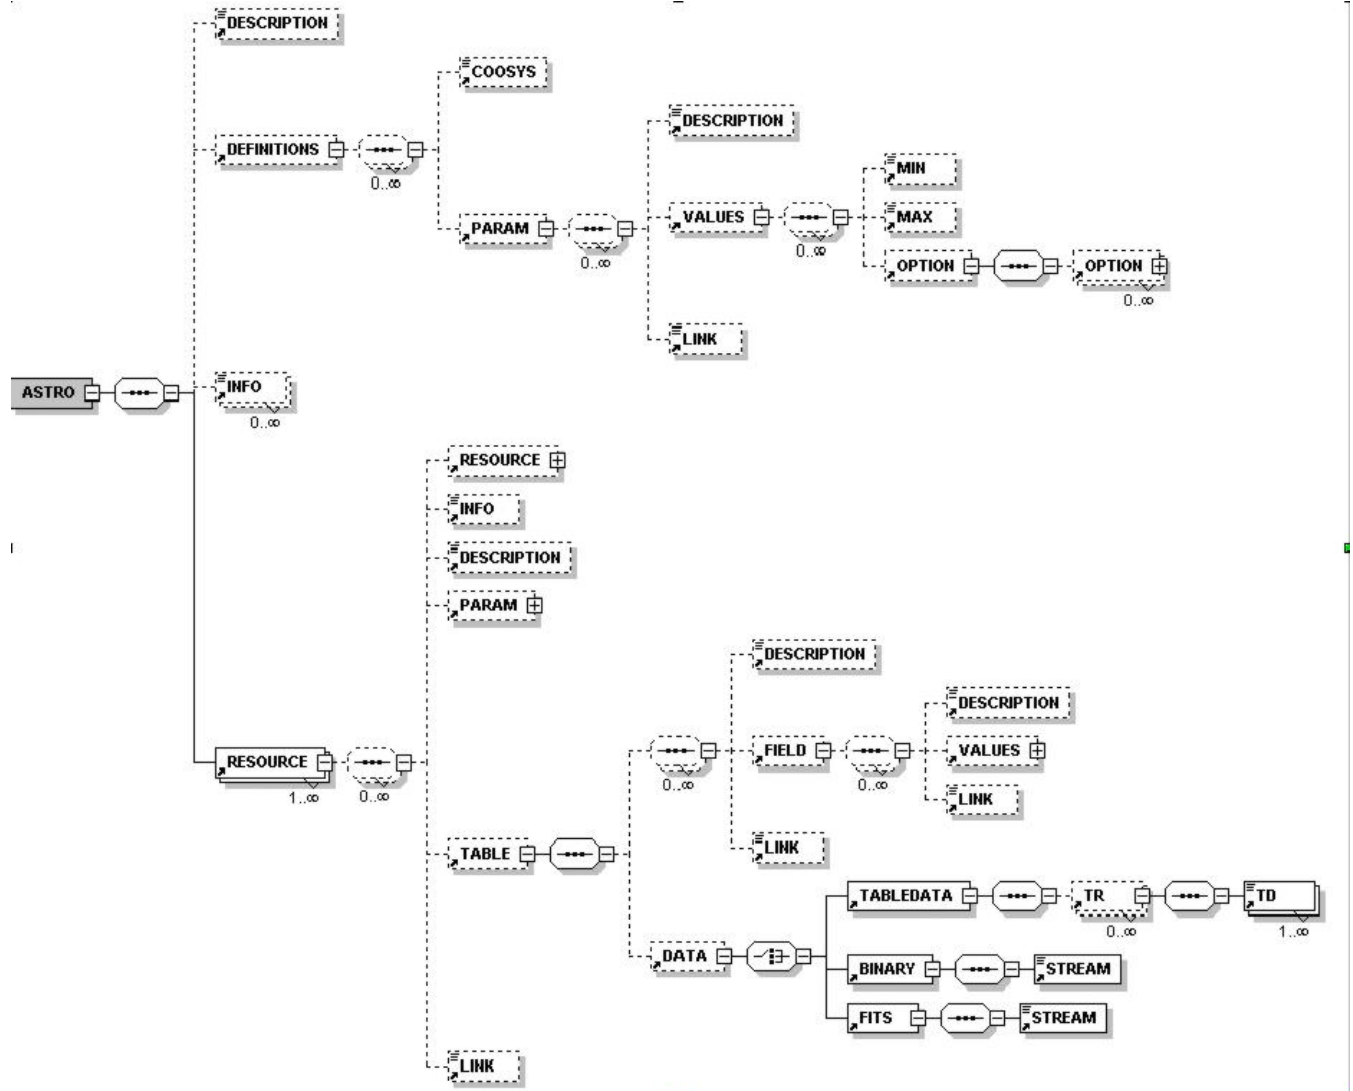 DESCRIPTION
COOSYS
DESCRIPTION
DEFINITIONS
0..∞
MIN
VALUES
0..∞
MAX
PARAM
0..∞
OPTION
OPTION
0..∞
LINK
ASTRO
INFO
0..∞
RESOURCE
INFO
DESCRIPTION
PARAM
DESCRIPTION
DESCRIPTION
RESOURCE
1..∞
0..∞
0..∞
FIELD
0..∞
VALUES
LINK
LINK
TABLE
TABLEDATA
TR
0..∞
TD
1..∞
DATA
BINARY
STREAM
FITS
STREAM
LINK